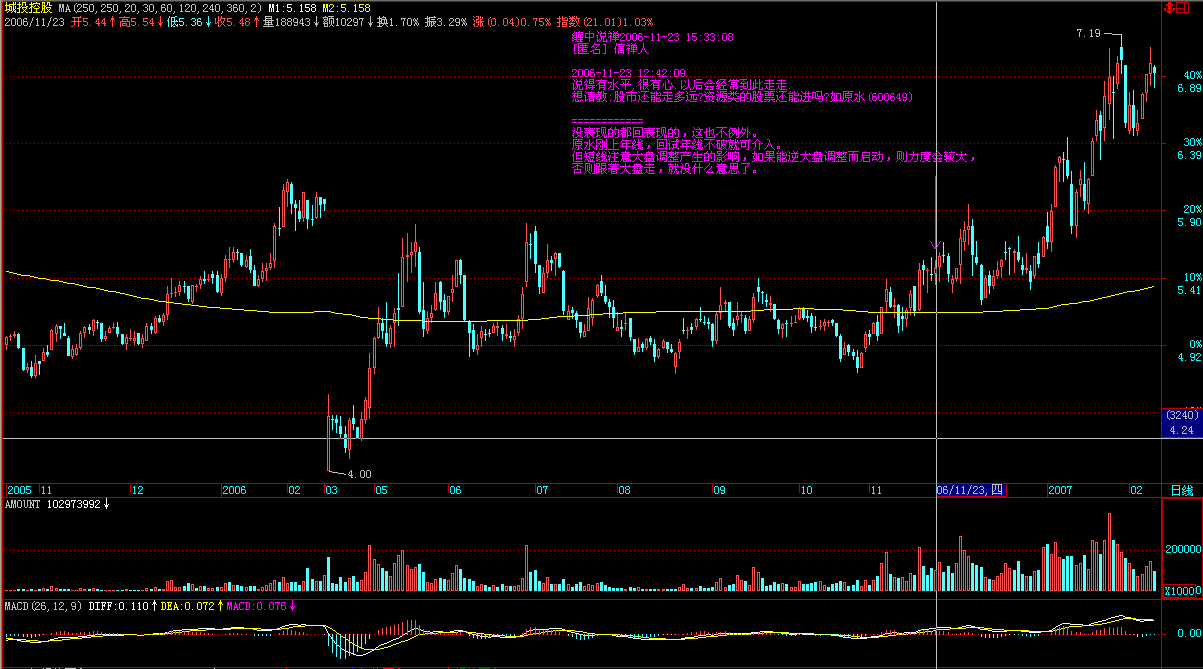 城投控股 MA(250,250,20,30,60,120,240,360,2) M1:5.158 M2:5.158
2006/11/23 开5.44↑高5.54↓低5.36↓收5.48↑量188943↓额10297↓换1.70% 振3.29% 涨(0.04)0.75% 指数(21.01)1.03%
缠中说禅2006-11-23 15:33:08
[匿名] 信禅人
2006-11-23 12:42:09
说得有水平,很有心.以后会经常到此走走.
想请教:股市还能走多远?资源类的股票还能进吗?如原水(600649)
============
没表现的都回表现的，这也不例外。
原水刚上年线，回试年线不破就可介入。
但短线注意大盘调整产生的影响，如果能逆大盘调整而启动，则力度会较大，
否则跟着大盘走，就没什么意思了。
7.19
40%
6.89
30%
6.39
20%
5.90
10%
5.41
0%
4.92
(3240)
4.24
4.00
2005 11 12 2006 02 03 05 06 07 08 09 10 11 06/11/23,四 2007 02 日线
AMOUNT 102973992↓
200000
X10000
MACD(26,12,9) DIFF:0.110↑DEA:0.072↑MACD:0.076↓
0.00